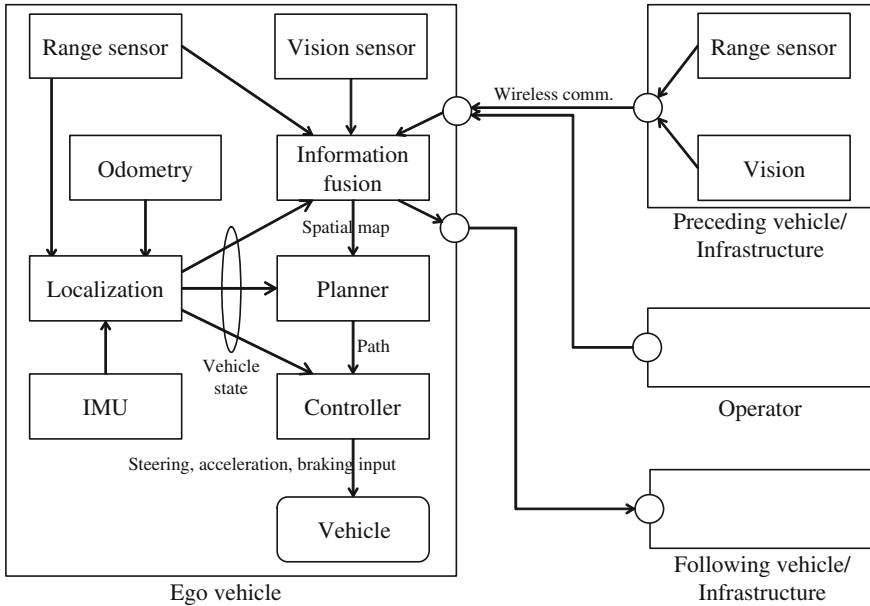 Range sensor
Vision sensor
Odometry
Information
fusion
Spatial map
Localization
Planner
Vehicle
state
Path
IMU
Controller
Steering, acceleration, braking input
Vehicle
Ego vehicle
Wireless comm.
Range sensor
Vision
Preceding vehicle/
Infrastructure
Operator
Following vehicle/
Infrastructure